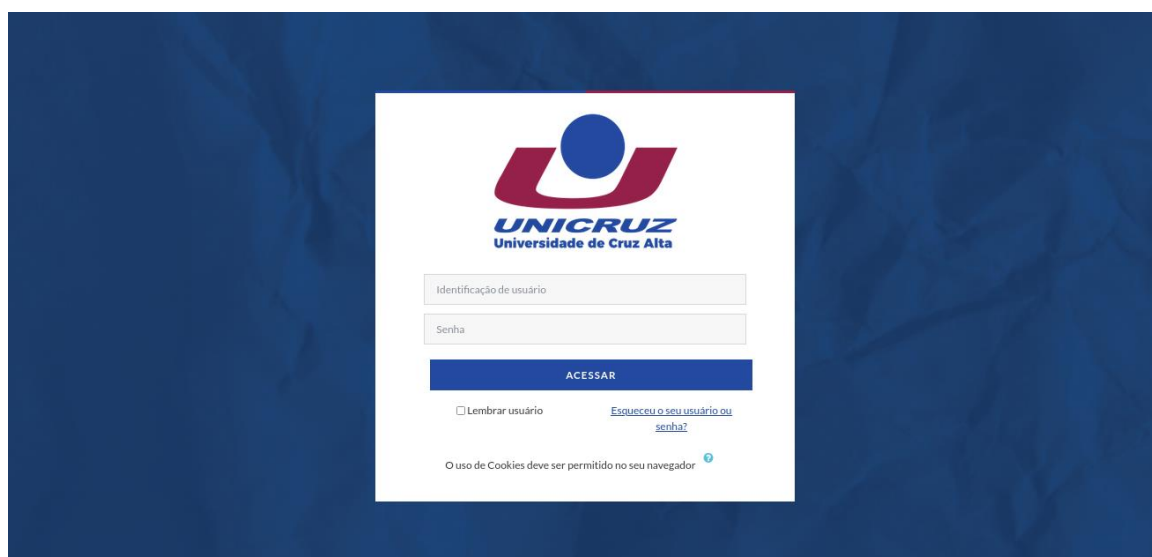 UNICRUZ
Universidade de Cruz Alta
Identificação de usuário
Senha
ACESSAR
Lembrar usuário
Esqueceu o seu usuário ou
senha?
O uso de Cookies deve ser permitido no seu navegador